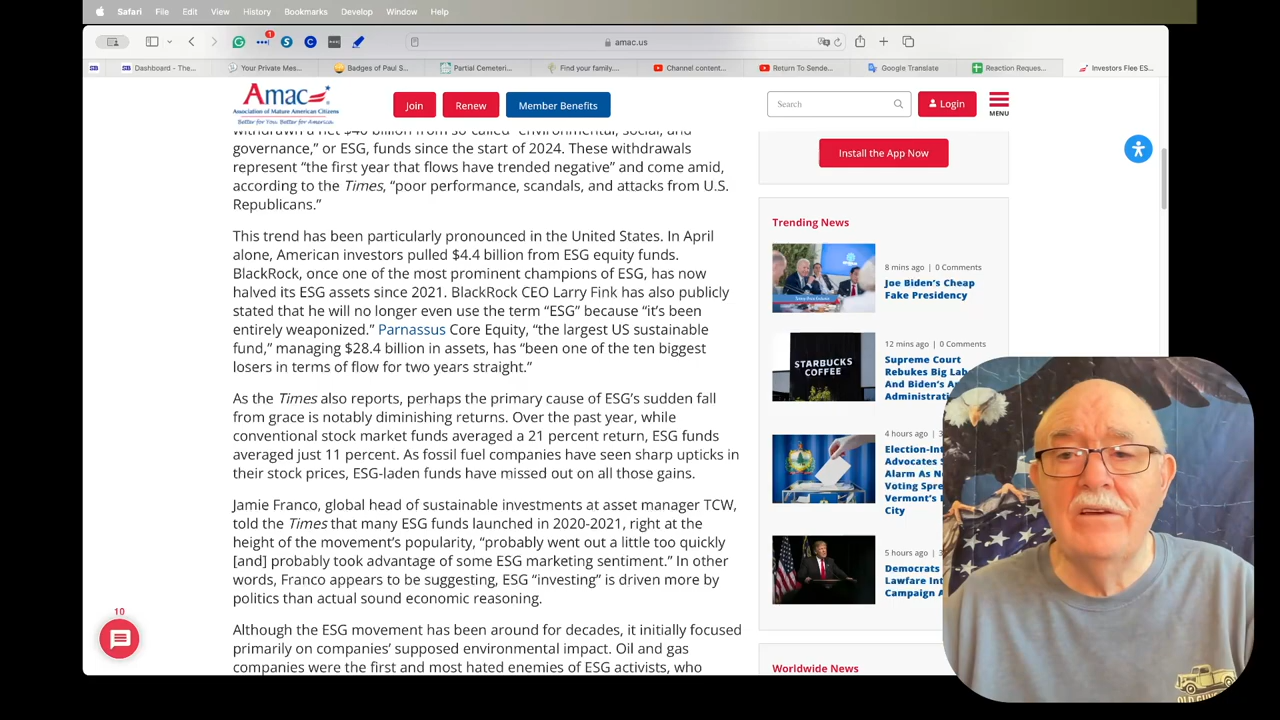 Safari File Edit View History Bookmarks Develop Window Help
1
amac.us
SB
SB Dashboard - The...
Your Private Mes...
Badges of Paul S...
Partial Cemeteri...
Find your family....
Channel content...
Return To Sende...
Google Translate
Reaction Reques...
Investors Flee ES...
Amac
Association of Mature American Citizens
Better for You. Better for America.
Join
Renew
Member Benefits
Search
Login
MENU
withdrawn a net $40 billion from so called "environmental, social, and
governance," or ESG, funds since the start of 2024. These withdrawals
represent "the first year that flows have trended negative" and come amid,
according to the Times, "poor performance, scandals, and attacks from U.S.
Republicans."
This trend has been particularly pronounced in the United States. In April
alone, American investors pulled $4.4 billion from ESG equity funds.
BlackRock, once one of the most prominent champions of ESG, has now
halved its ESG assets since 2021. BlackRock CEO Larry Fink has also publicly
stated that he will no longer even use the term "ESG" because "it's been
entirely weaponized." Parnassus Core Equity, "the largest US sustainable
fund," managing $28.4 billion in assets, has "been one of the ten biggest
losers in terms of flow for two years straight."
As the Times also reports, perhaps the primary cause of ESG's sudden fall
from grace is notably diminishing returns. Over the past year, while
conventional stock market funds averaged a 21 percent return, ESG funds
averaged just 11 percent. As fossil fuel companies have seen sharp upticks in
their stock prices, ESG-laden funds have missed out on all those gains.
Jamie Franco, global head of sustainable investments at asset manager TCW,
told the Times that many ESG funds launched in 2020-2021, right at the
height of the movement's popularity, "probably went out a little too quickly
[and] probably took advantage of some ESG marketing sentiment." In other
words, Franco appears to be suggesting, ESG "investing" is driven more by
politics than actual sound economic reasoning.
Although the ESG movement has been around for decades, it initially focused
primarily on companies' supposed environmental impact. Oil and gas
companies were the first and most hated enemies of ESG activists, who
10
Install the App Now
Trending News
8 mins ago | 0 Comments
Joe Biden's Cheap
Fake Presidency
STARBUCKS
COFFEE
12 mins ago | 0 Comments
Supreme Court
Rebukes Big
And Biden's
Administrati
4 hours ago | 3
Election-In
Advocates
Alarm As
Voting Spre
Vermont's
City
5 hours ago | 3
Democrats
Lawfare
Campaign
Worldwide News